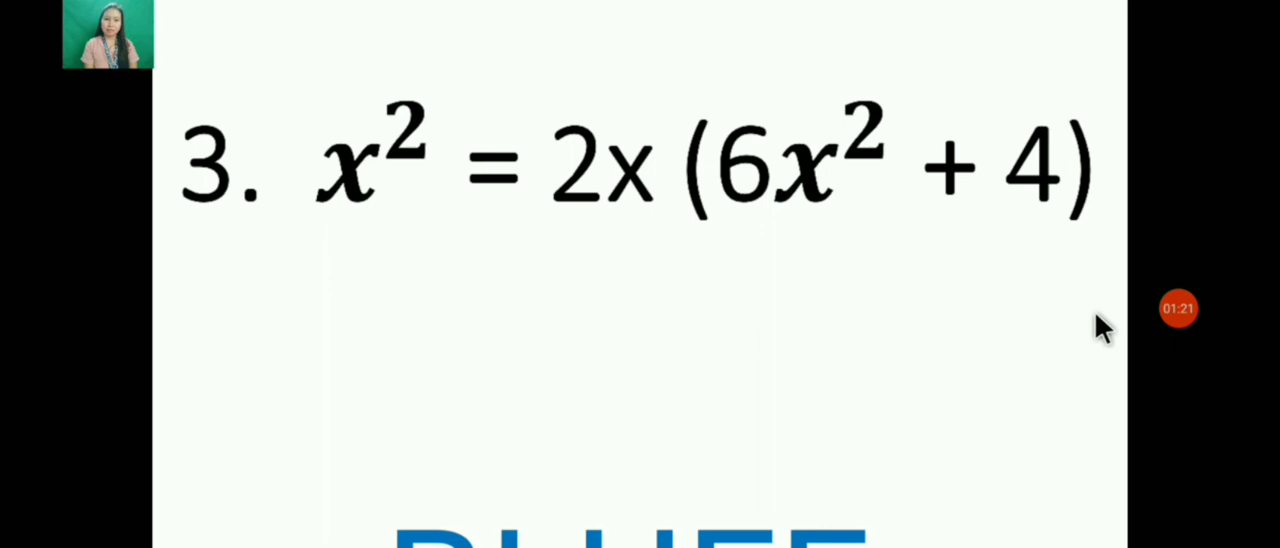 3. x² = 2x (6x² + 4)
01:21